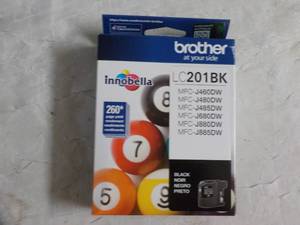 brother
at your side
innobella
LC201BK
MFC-J460DW
MFC-J480DW
MFC-J485DW
MFC-J680DW
MFC-J880DW
MFC-J885DW
260*
8
7
5
9
BLACK
NOIR
NEGRO
PRETO